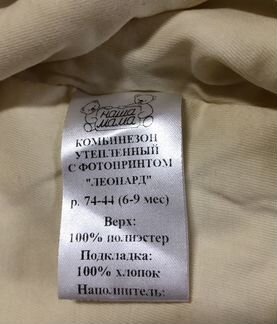 наша
мама
КОМБИНЕЗОН
УТЕПЛЕННЫЙ
С ФОТОПРИНТОМ
"ЛЕОПАРД"
р. 74-44 (6-9 мес)
Верх:
100% полиэстер
Подкладка:
100% хлопок
Наполнитель: